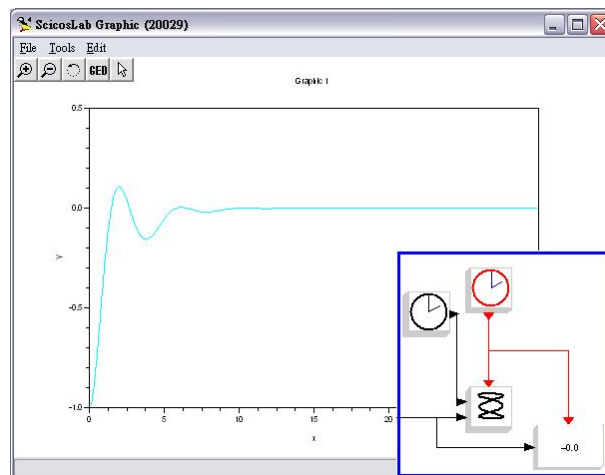 ScicosLab Graphic (20029)
File Tools Edit
GED
Graphic 1
0.5
0.0
-0.5
-1.0
Y
0 5 10 15 20
x
-0.0